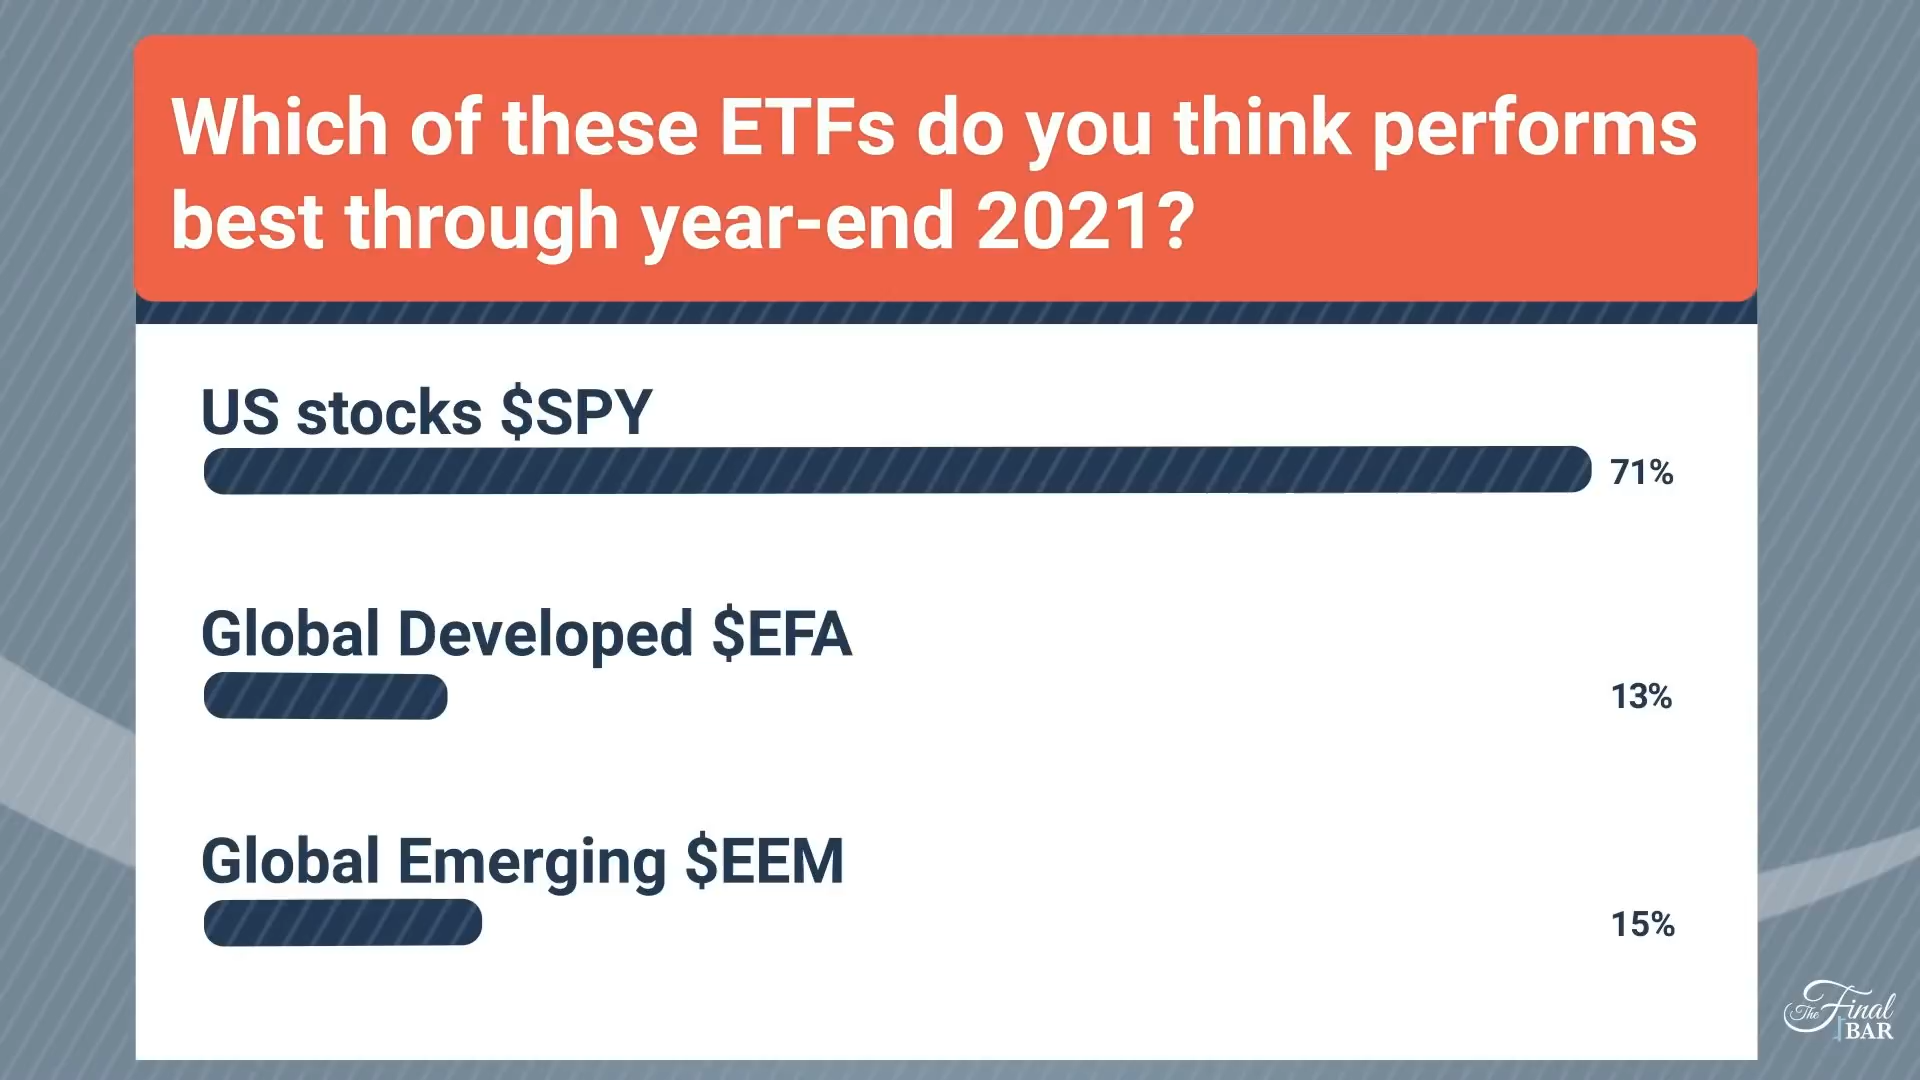 Which of these ETFs do you think performs
best through year-end 2021?
US stocks $SPY
71%
Global Developed $EFA
13%
Global Emerging $EEM
15%
The Final
BAR